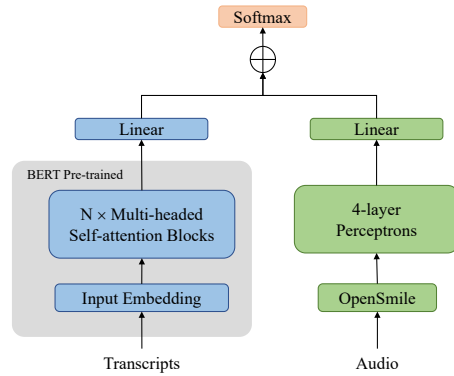 Softmax
Linear
Linear
BERT Pre-trained
N × Multi-headed
Self-attention Blocks
4-layer
Perceptrons
Input Embedding
OpenSmile
Transcripts
Audio